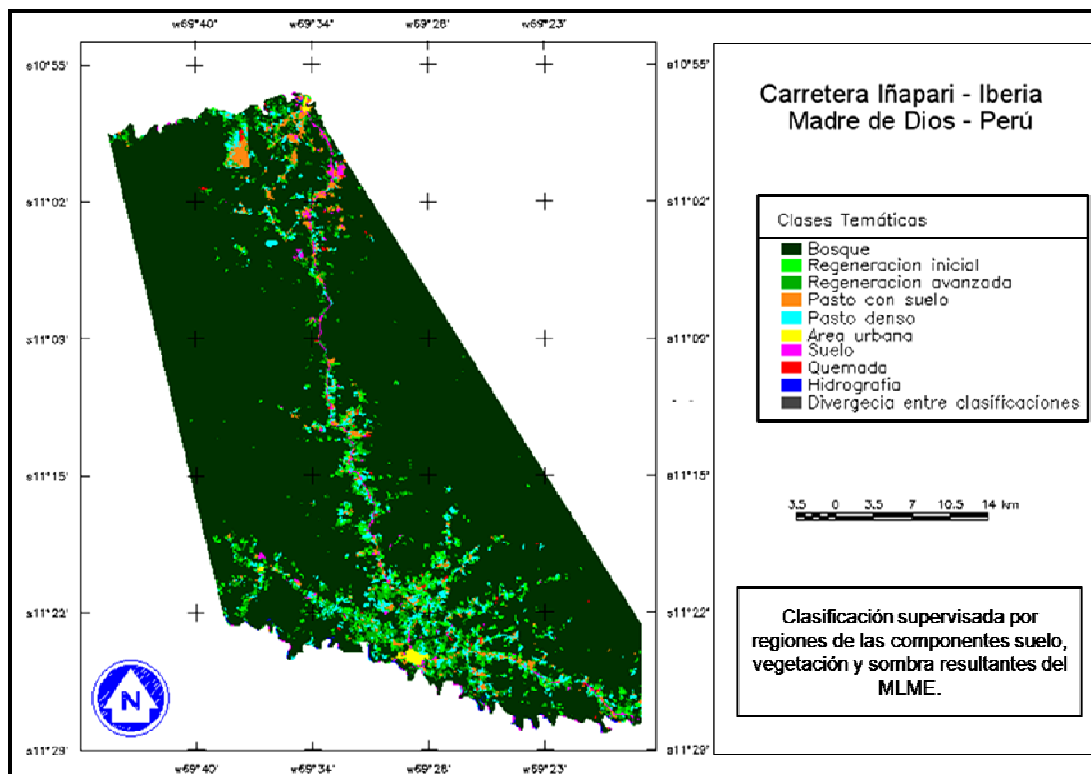 w69°40' w69°34' w69°28' w69°23'
s10°55' s10°55'
s11°02' s11°02'
s11°09' s11°09'
s11°15' s11°15'
s11°22' s11°22'
s11°29' s11°29'
w69°40' w69°34' w69°28' w69°23'
N
Carretera Iñapari - Iberia
Madre de Dios - Perú
Clases Temáticas
Bosque
Regeneracion inicial
Regeneracion avanzada
Pasto con suelo
Pasto denso
Area urbana
Suelo
Quemada
Hidrografia
Divergecia entre clasificaciones
3.5 0 3.5 7 10.5 14 km
Clasificación supervisada por
regiones de las componentes suelo,
vegetación y sombra resultantes del
MLME.